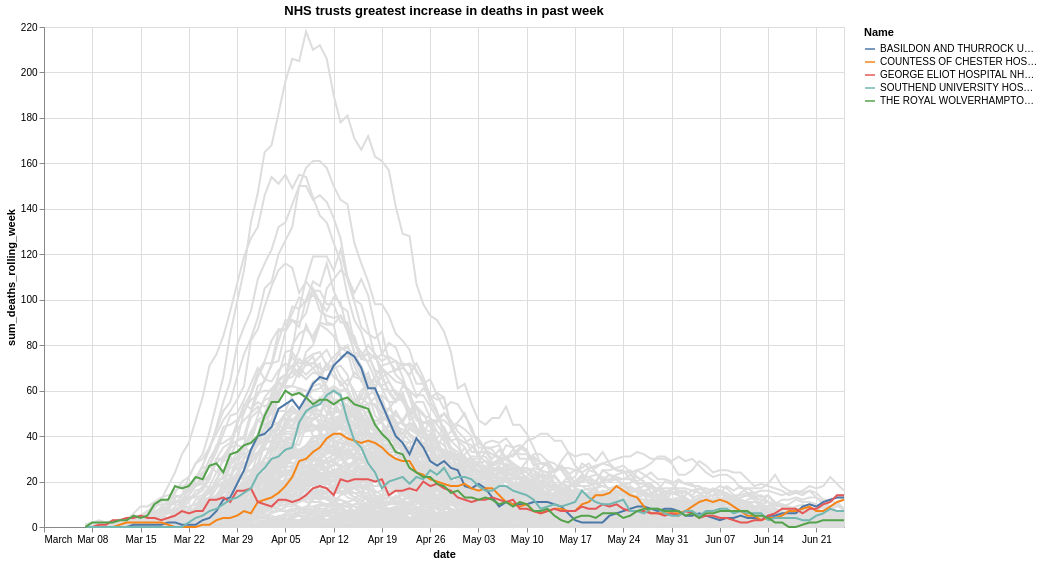 NHS trusts greatest increase in deaths in past week
Name
BASILDON AND THURROCK U…
COUNTESS OF CHESTER HOS…
GEORGE ELIOT HOSPITAL NH…
SOUTHEND UNIVERSITY HOS…
THE ROYAL WOLVERHAMPTO…
sum_deaths_rolling_week
220
200
180
160
140
120
100
80
60
40
20
0
March Mar 08 Mar 15 Mar 22 Mar 29 Apr 05 Apr 12 Apr 19 Apr 26 May 03 May 10 May 17 May 24 May 31 Jun 07 Jun 14 Jun 21
date